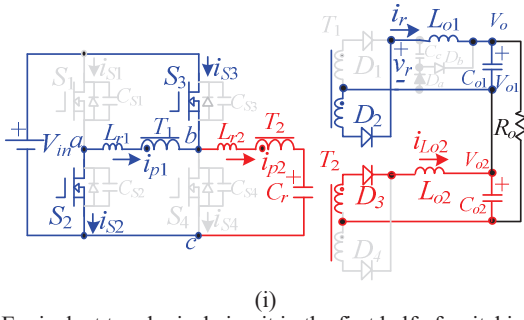 S1 iS1 CS1
S3 iS3 CS3
Vin a Lr1 T1 b Lr2 T2
ip1 ip2
S2 iS2 CS2
S4 iS4 CS4 Cr
c
T1 D1 ir Lo1 Vo
vr Da Db Co1 Vo1
D2
Ro
T2 D3 iLo2 Lo2 Vo2
Co2
D4
(i)